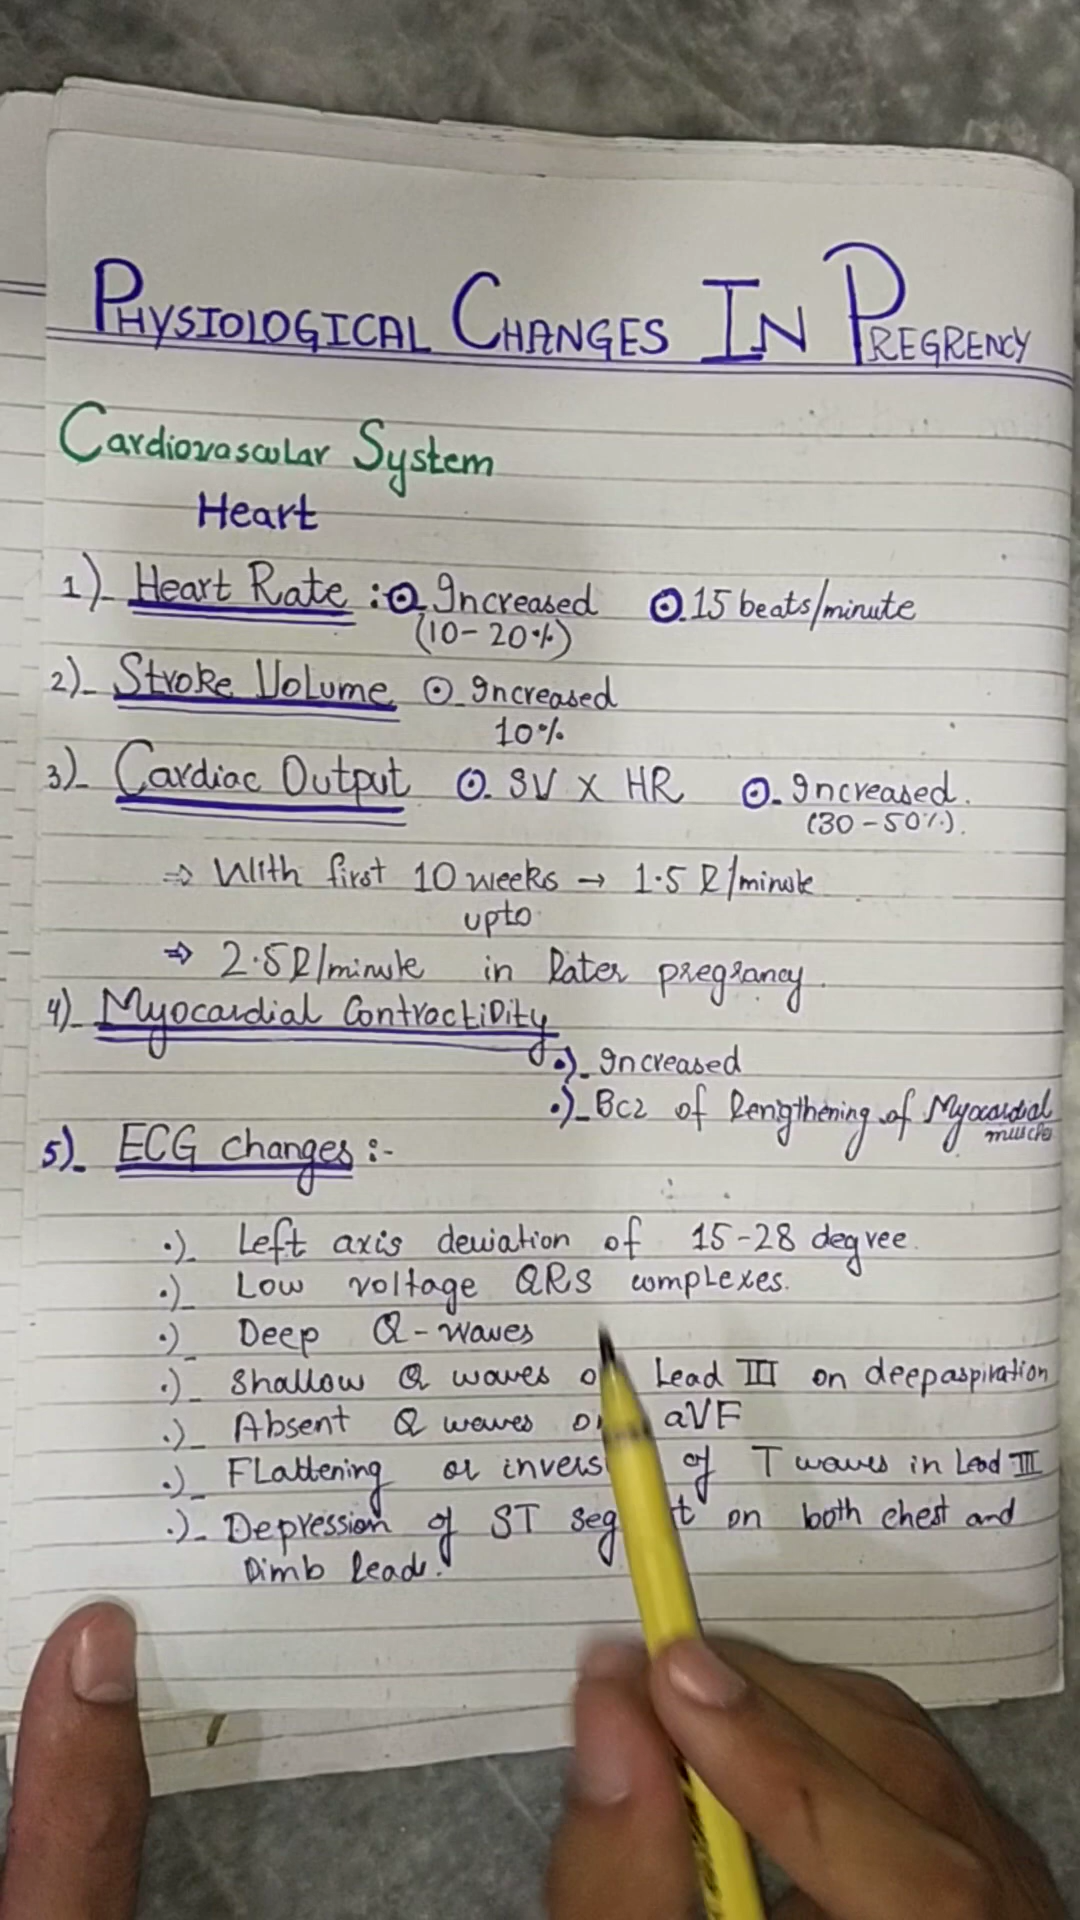 PHYSIOLOGICAL CHANGES IN PREGRENCY
Cardiovascular System
Heart
1)_ Heart Rate : Increased 15 beats/minute
(10-20%)
2)_ Stroke Volume Increased
10%
3)_ Cardiac Output SV X HR Increased.
(30-50%).
⇒ With first 10 weeks → 1.5 l/minute
upto
⇒ 2.5l/minute in later pregnancy.
4)_ Myocardial Contractility
•)_ Increased
•)_ Bcz of lengthening of Myocardial
muscle
5)_ ECG changes :-
•)_ Left axis deviation of 15-28 degree.
•)_ Low voltage QRS complexes.
•)_ Deep Q-waves
•)_ Shallow Q waves Lead III on deep aspiration
•)_ Absent Q waves aVF
•)_ Flattening or of T waves in Lead III
•)_ Depression of ST on both chest and
limb lead.